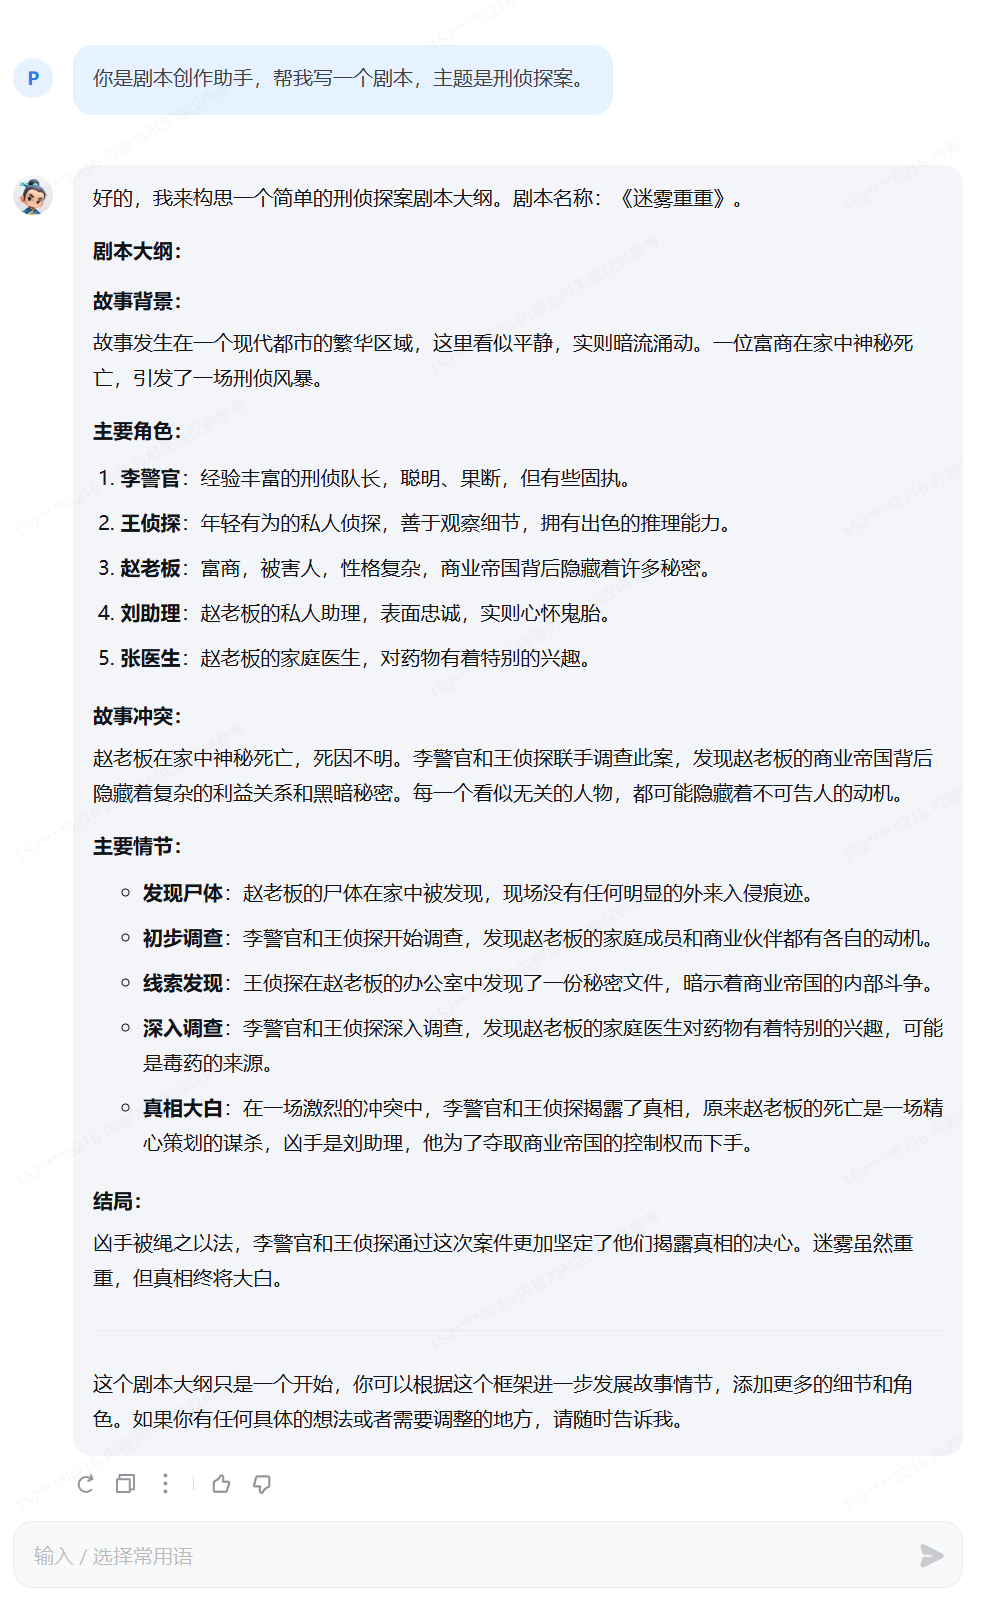 P
你是剧本创作助手，帮我写一个剧本，主题是刑侦探案。
好的，我来构思一个简单的刑侦探案剧本大纲。剧本名称：《迷雾重重》。
剧本大纲：
故事背景：
故事发生在一个现代都市的繁华区域，这里看似平静，实则暗流涌动。一位富商在家中神秘死
亡，引发了一场刑侦风暴。
主要角色：
1. 李警官：经验丰富的刑侦队长，聪明、果断，但有些固执。
2. 王侦探：年轻有为的私人侦探，善于观察细节，拥有出色的推理能力。
3. 赵老板：富商，被害人，性格复杂，商业帝国背后隐藏着许多秘密。
4. 刘助理：赵老板的私人助理，表面忠诚，实则心怀鬼胎。
5. 张医生：赵老板的家庭医生，对药物有着特别的兴趣。
故事冲突：
赵老板在家中神秘死亡，死因不明。李警官和王侦探联手调查此案，发现赵老板的商业帝国背后
隐藏着复杂的利益关系和黑暗秘密。每一个看似无关的人物，都可能隐藏着不可告人的动机。
主要情节：
发现尸体：赵老板的尸体在家中被发现，现场没有任何明显的外来入侵痕迹。
初步调查：李警官和王侦探开始调查，发现赵老板的家庭成员和商业伙伴都有各自的动机。
线索发现：王侦探在赵老板的办公室中发现了一份秘密文件，暗示着商业帝国的内部斗争。
深入调查：李警官和王侦探深入调查，发现赵老板的家庭医生对药物有着特别的兴趣，可能
是毒药的来源。
真相大白：在一场激烈的冲突中，李警官和王侦探揭露了真相，原来赵老板的死亡是一场精
心策划的谋杀，凶手是刘助理，他为了夺取商业帝国的控制权而下手。
结局：
凶手被绳之以法，李警官和王侦探通过这次案件更加坚定了他们揭露真相的决心。迷雾虽然重
重，但真相终将大白。
这个剧本大纲只是一个开始，你可以根据这个框架进一步发展故事情节，添加更多的细节和角
色。如果你有任何具体的想法或者需要调整的地方，请随时告诉我。
输入 / 选择常用语
152****8216 内容为AI生成仅供参考